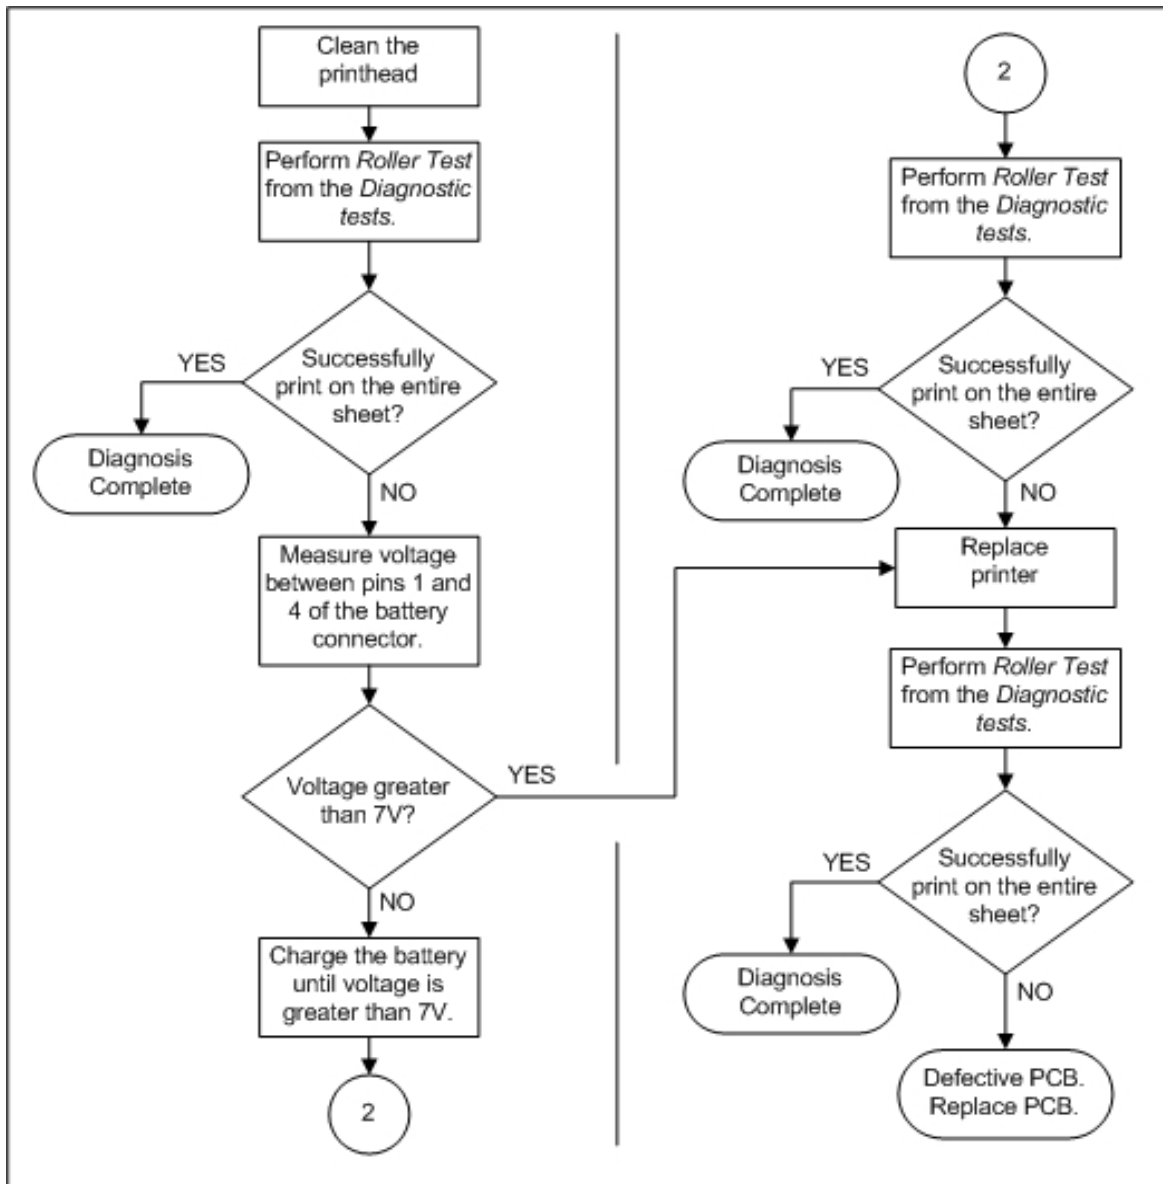 Clean the
printhead
Perform Roller Test
from the Diagnostic
tests.
YES
Successfully
print on the entire
sheet?
Diagnosis
Complete
NO
Measure voltage
between pins 1 and
4 of the battery
connector.
Voltage greater
than 7V?
YES
NO
Charge the battery
until voltage is
greater than 7V.
2
2
Perform Roller Test
from the Diagnostic
tests.
YES
Successfully
print on the entire
sheet?
Diagnosis
Complete
NO
Replace
printer
Perform Roller Test
from the Diagnostic
tests.
YES
Successfully
print on the entire
sheet?
Diagnosis
Complete
NO
Defective PCB.
Replace PCB.